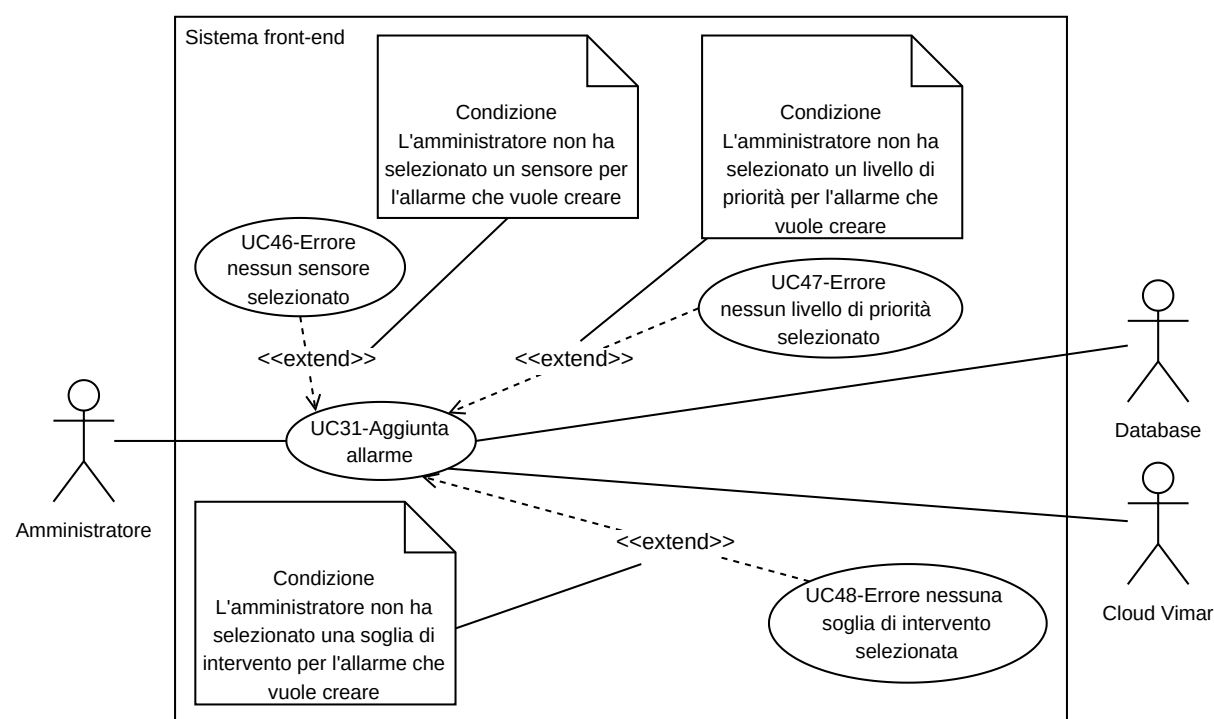 Sistema front-end
Condizione
L'amministratore non ha
selezionato un sensore per
l'allarme che vuole creare
Condizione
L'amministratore non ha
selezionato un livello di
priorità per l'allarme che
vuole creare
UC46-Errore
nessun sensore
selezionato
UC47-Errore
nessun livello di priorità
selezionato
<<extend>>
<<extend>>
UC31-Aggiunta
allarme
Database
Amministratore
<<extend>>
Condizione
L'amministratore non ha
selezionato una soglia di
intervento per l'allarme che
vuole creare
UC48-Errore nessuna
soglia di intervento
selezionata
Cloud Vimar